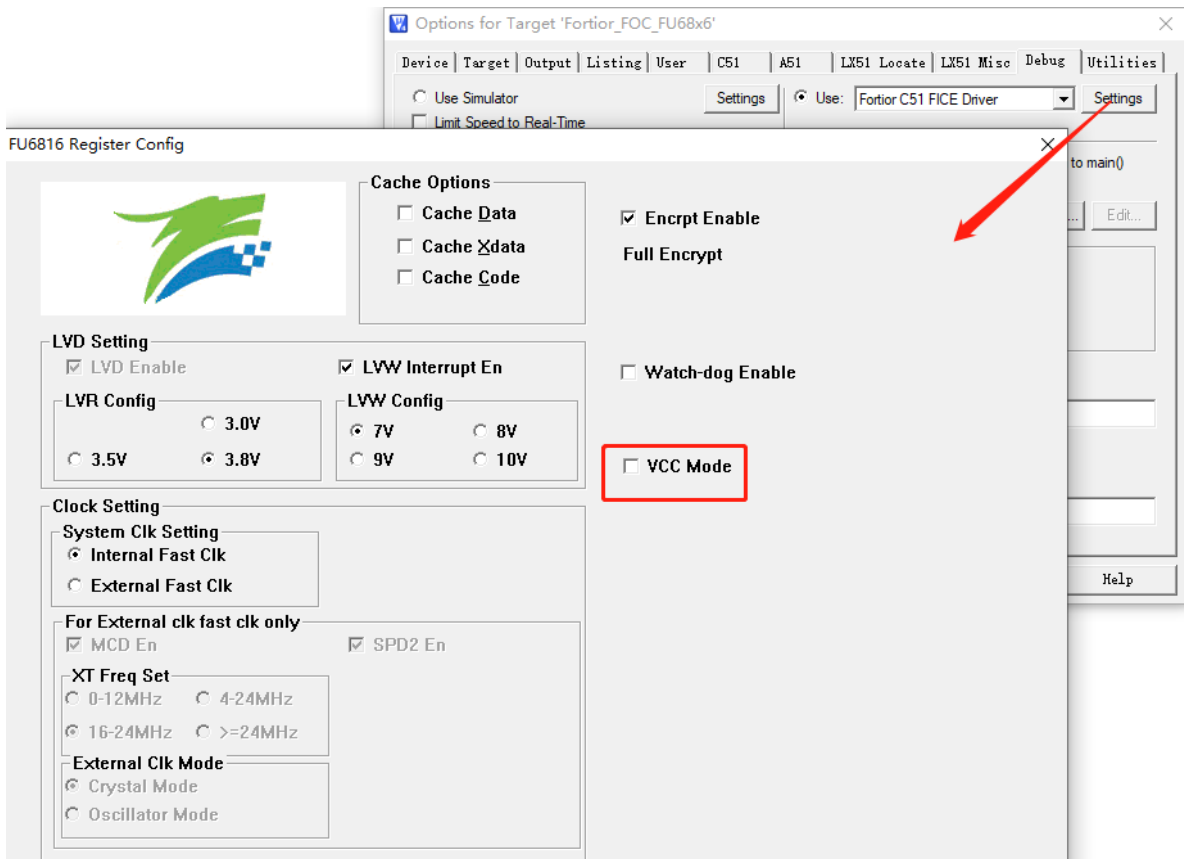 Options for Target 'Fortior_FOC_FU68x6'
Device Target Output Listing User C51 A51 LX51 Locate LX51 Misc Debug Utilities
Use Simulator Settings Use: Fortior C51 FICE Driver Settings
Limit Speed to Real-Time
to main()
... Edit...
Help
FU6816 Register Config
Cache Options
Cache Data
Cache Xdata
Cache Code
Encrpt Enable
Full Encrypt
LVD Setting
LVD Enable LVW Interrupt En
Watch-dog Enable
LVR Config
3.0V
3.5V 3.8V
LVW Config
7V 8V
9V 10V
VCC Mode
Clock Setting
System Clk Setting
Internal Fast Clk
External Fast Clk
For External clk fast clk only
MCD En SPD2 En
XT Freq Set
0-12MHz 4-24MHz
16-24MHz >=24MHz
External Clk Mode
Crystal Mode
Oscillator Mode